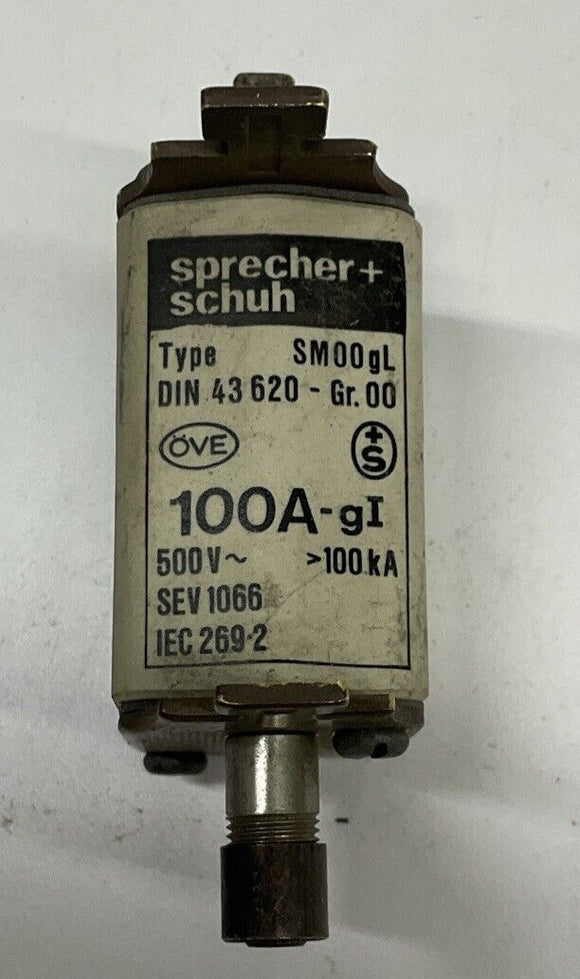 sprecher+
schuh
Type SM00gL
DIN 43 620 - Gr. 00
ÖVE +S
100A-gI
500V~ >100kA
SEV 1066
IEC 269-2